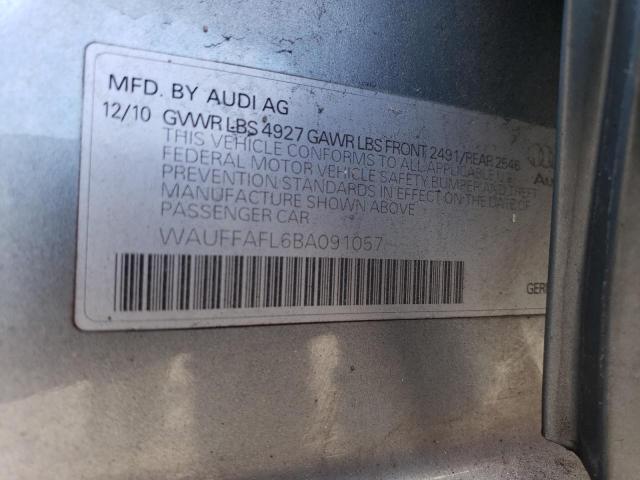 MFD. BY AUDI AG
12/10 GVWR LBS 4927 GAWR LBS FRONT 2491/REAR 2546
THIS VEHICLE CONFORMS TO ALL APPLICABLE U.S.
FEDERAL MOTOR VEHICLE SAFETY, BUMPER AND THEFT
PREVENTION STANDARDS IN EFFECT ON THE DATE OF
MANUFACTURE SHOWN ABOVE
PASSENGER CAR
WAUFFAFL6BA091057